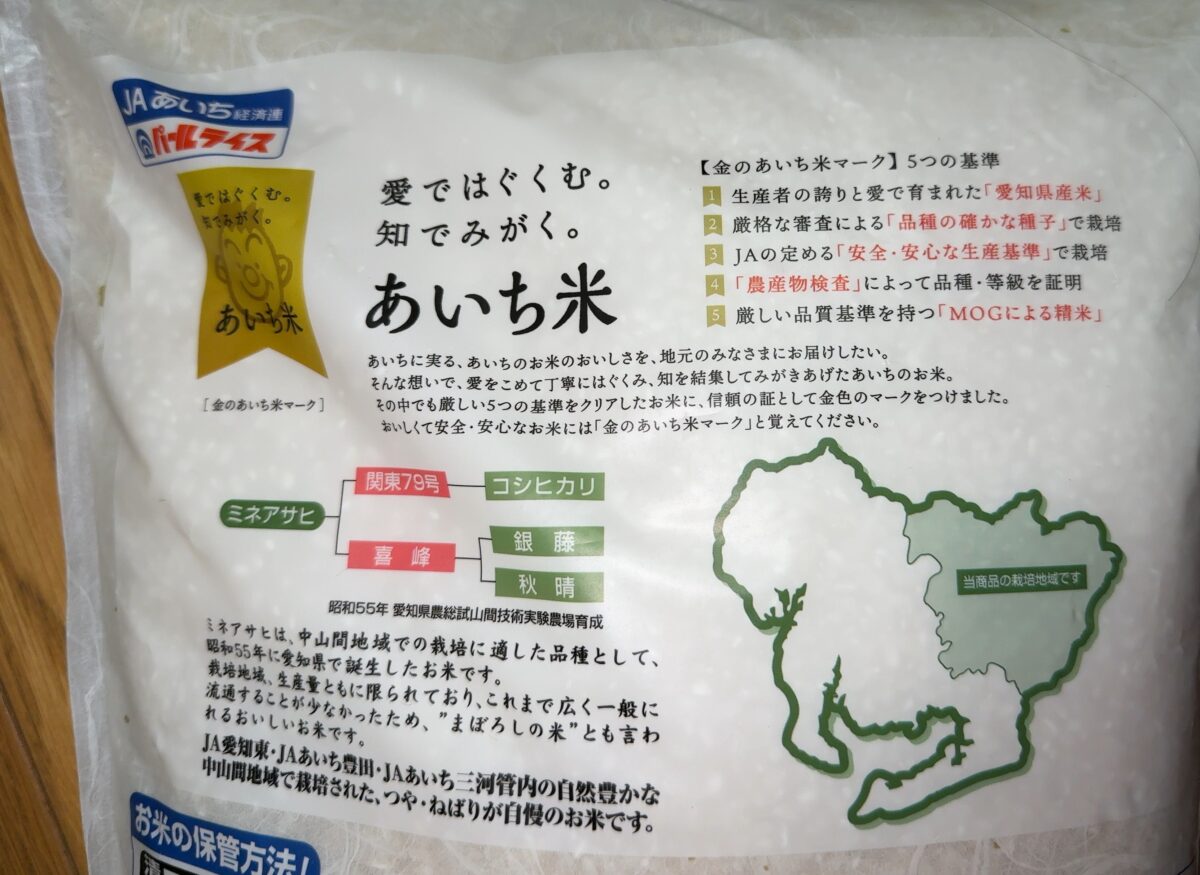 JAあいち経済連
パールライス
愛ではぐくむ。
知でみがく。
あいち米
[金のあいち米マーク]
愛ではぐくむ。
知でみがく。
あいち米
【金のあいち米マーク】5つの基準
1 生産者の誇りと愛で育まれた「愛知県産米」
2 厳格な審査による「品種の確かな種子」で栽培
3 JAの定める「安全・安心な生産基準」で栽培
4 「農産物検査」によって品種・等級を証明
5 厳しい品質基準を持つ「MOGによる精米」
あいちに実る、あいちのお米のおいしさを、地元のみなさまにお届けしたい。
そんな想いで、愛をこめて丁寧にはぐくみ、知を結集してみがきあげたあいちのお米。
その中でも厳しい5つの基準をクリアしたお米に、信頼の証として金色のマークをつけました。
おいしくて安全・安心なお米には「金のあいち米マーク」と覚えてください。
ミネアサヒ
関東79号
コシヒカリ
喜峰
銀藤
秋晴
昭和55年 愛知県農総試山間技術実験農場育成
当商品の栽培地域です
ミネアサヒは、中山間地域での栽培に適した品種として、
昭和55年に愛知県で誕生したお米です。
栽培地域、生産量ともに限られており、これまで広く一般に
流通することが少なかったため、”まぼろしの米”とも言わ
れるおいしいお米です。
JA愛知東・JAあいち豊田・JAあいち三河管内の自然豊かな
中山間地域で栽培された、つや・ねばりが自慢のお米です。
お米の保管方法!